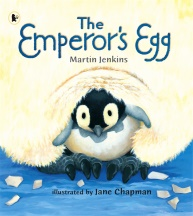 The
Emperor's Egg
Martin Jenkins
illustrated by Jane Chapman